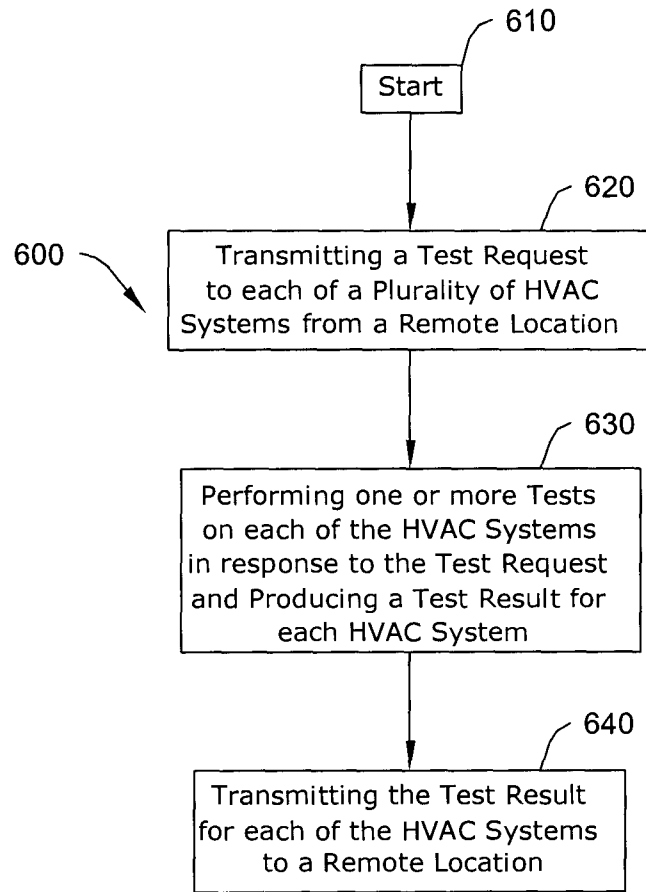 610
Start
620
600
Transmitting a Test Request
to each of a Plurality of HVAC
Systems from a Remote Location
630
Performing one or more Tests
on each of the HVAC Systems
in response to the Test Request
and Producing a Test Result for
each HVAC System
640
Transmitting the Test Result
for each of the HVAC Systems
to a Remote Location